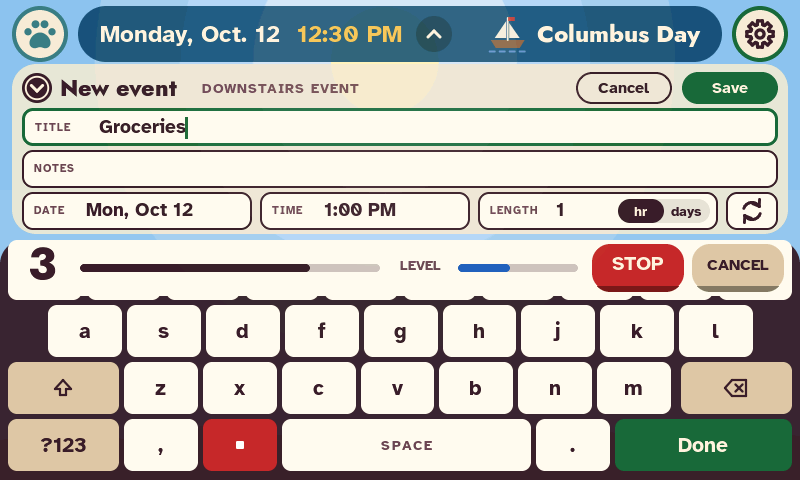 Monday, Oct. 12 12:30 PM Columbus Day
New event DOWNSTAIRS EVENT Cancel Save
TITLE Groceries
NOTES
DATE Mon, Oct 12 TIME 1:00 PM LENGTH 1 hr days
3 LEVEL STOP CANCEL
a s d f g h j k l
z x c v b n m
?123 , SPACE . Done